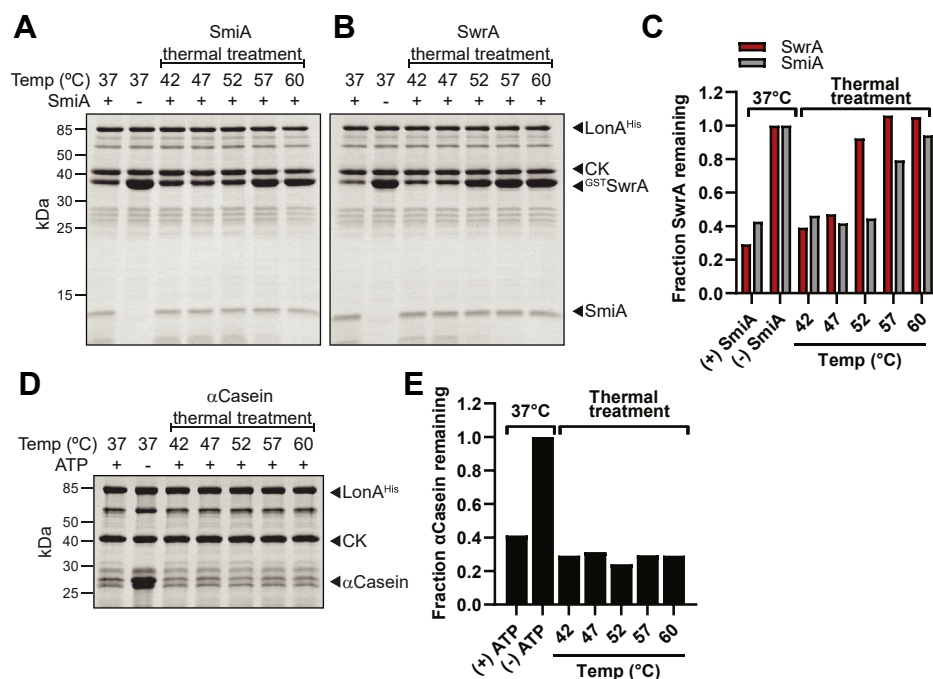 A
SmiA
thermal treatment
Temp (ºC) 37 37 42 47 52 57 60
SmiA + - + + + + +
85
50
40
30
25
15
kDa
B
SwrA
thermal treatment
37 37 42 47 52 57 60
+ - + + + + +
LonAHis
CK
GSTSwrA
SmiA
C
SwrA
SmiA
37°C
Thermal
treatment
Fraction SwrA remaining
1.2
1.0
0.8
0.6
0.4
0.2
0.0
(+) SmiA
(-) SmiA
42
47
52
57
60
Temp (°C)
D
αCasein
thermal treatment
Temp (ºC) 37 37 42 47 52 57 60
ATP + - + + + + +
85
50
40
30
25
kDa
LonAHis
CK
αCasein
E
37°C
Thermal
treatment
Fraction αCasein remaining
1.2
1.0
0.8
0.6
0.4
0.2
0.0
(+) ATP
(-) ATP
42
47
52
57
60
Temp (°C)